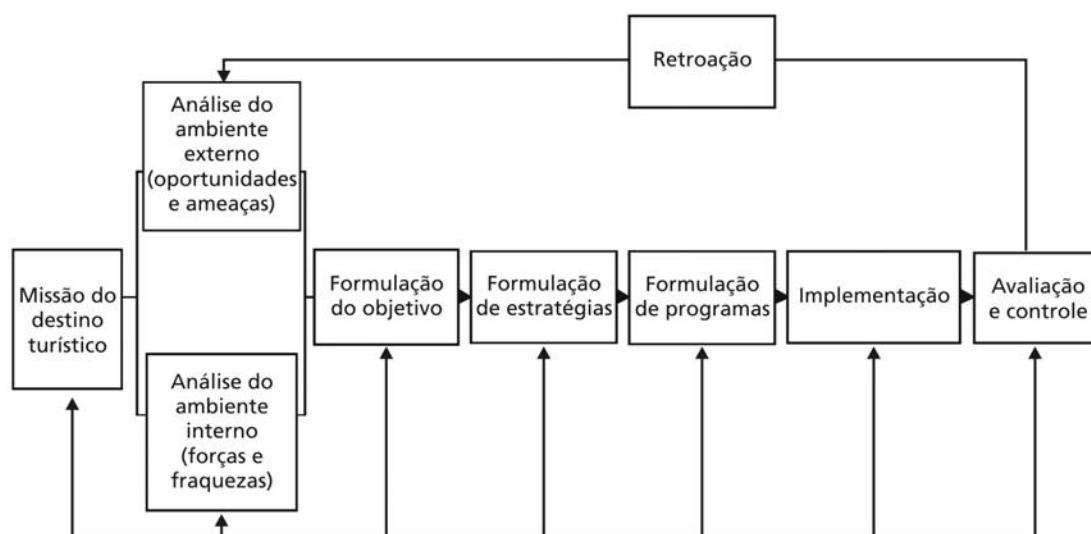 Retroação
Análise do
ambiente
externo
(oportunidades
e ameaças)
Missão do
destino
turístico
Análise do
ambiente
interno
(forças e
fraquezas)
Formulação
do objetivo
Formulação
de estratégias
Formulação
de programas
Implementação
Avaliação
e controle